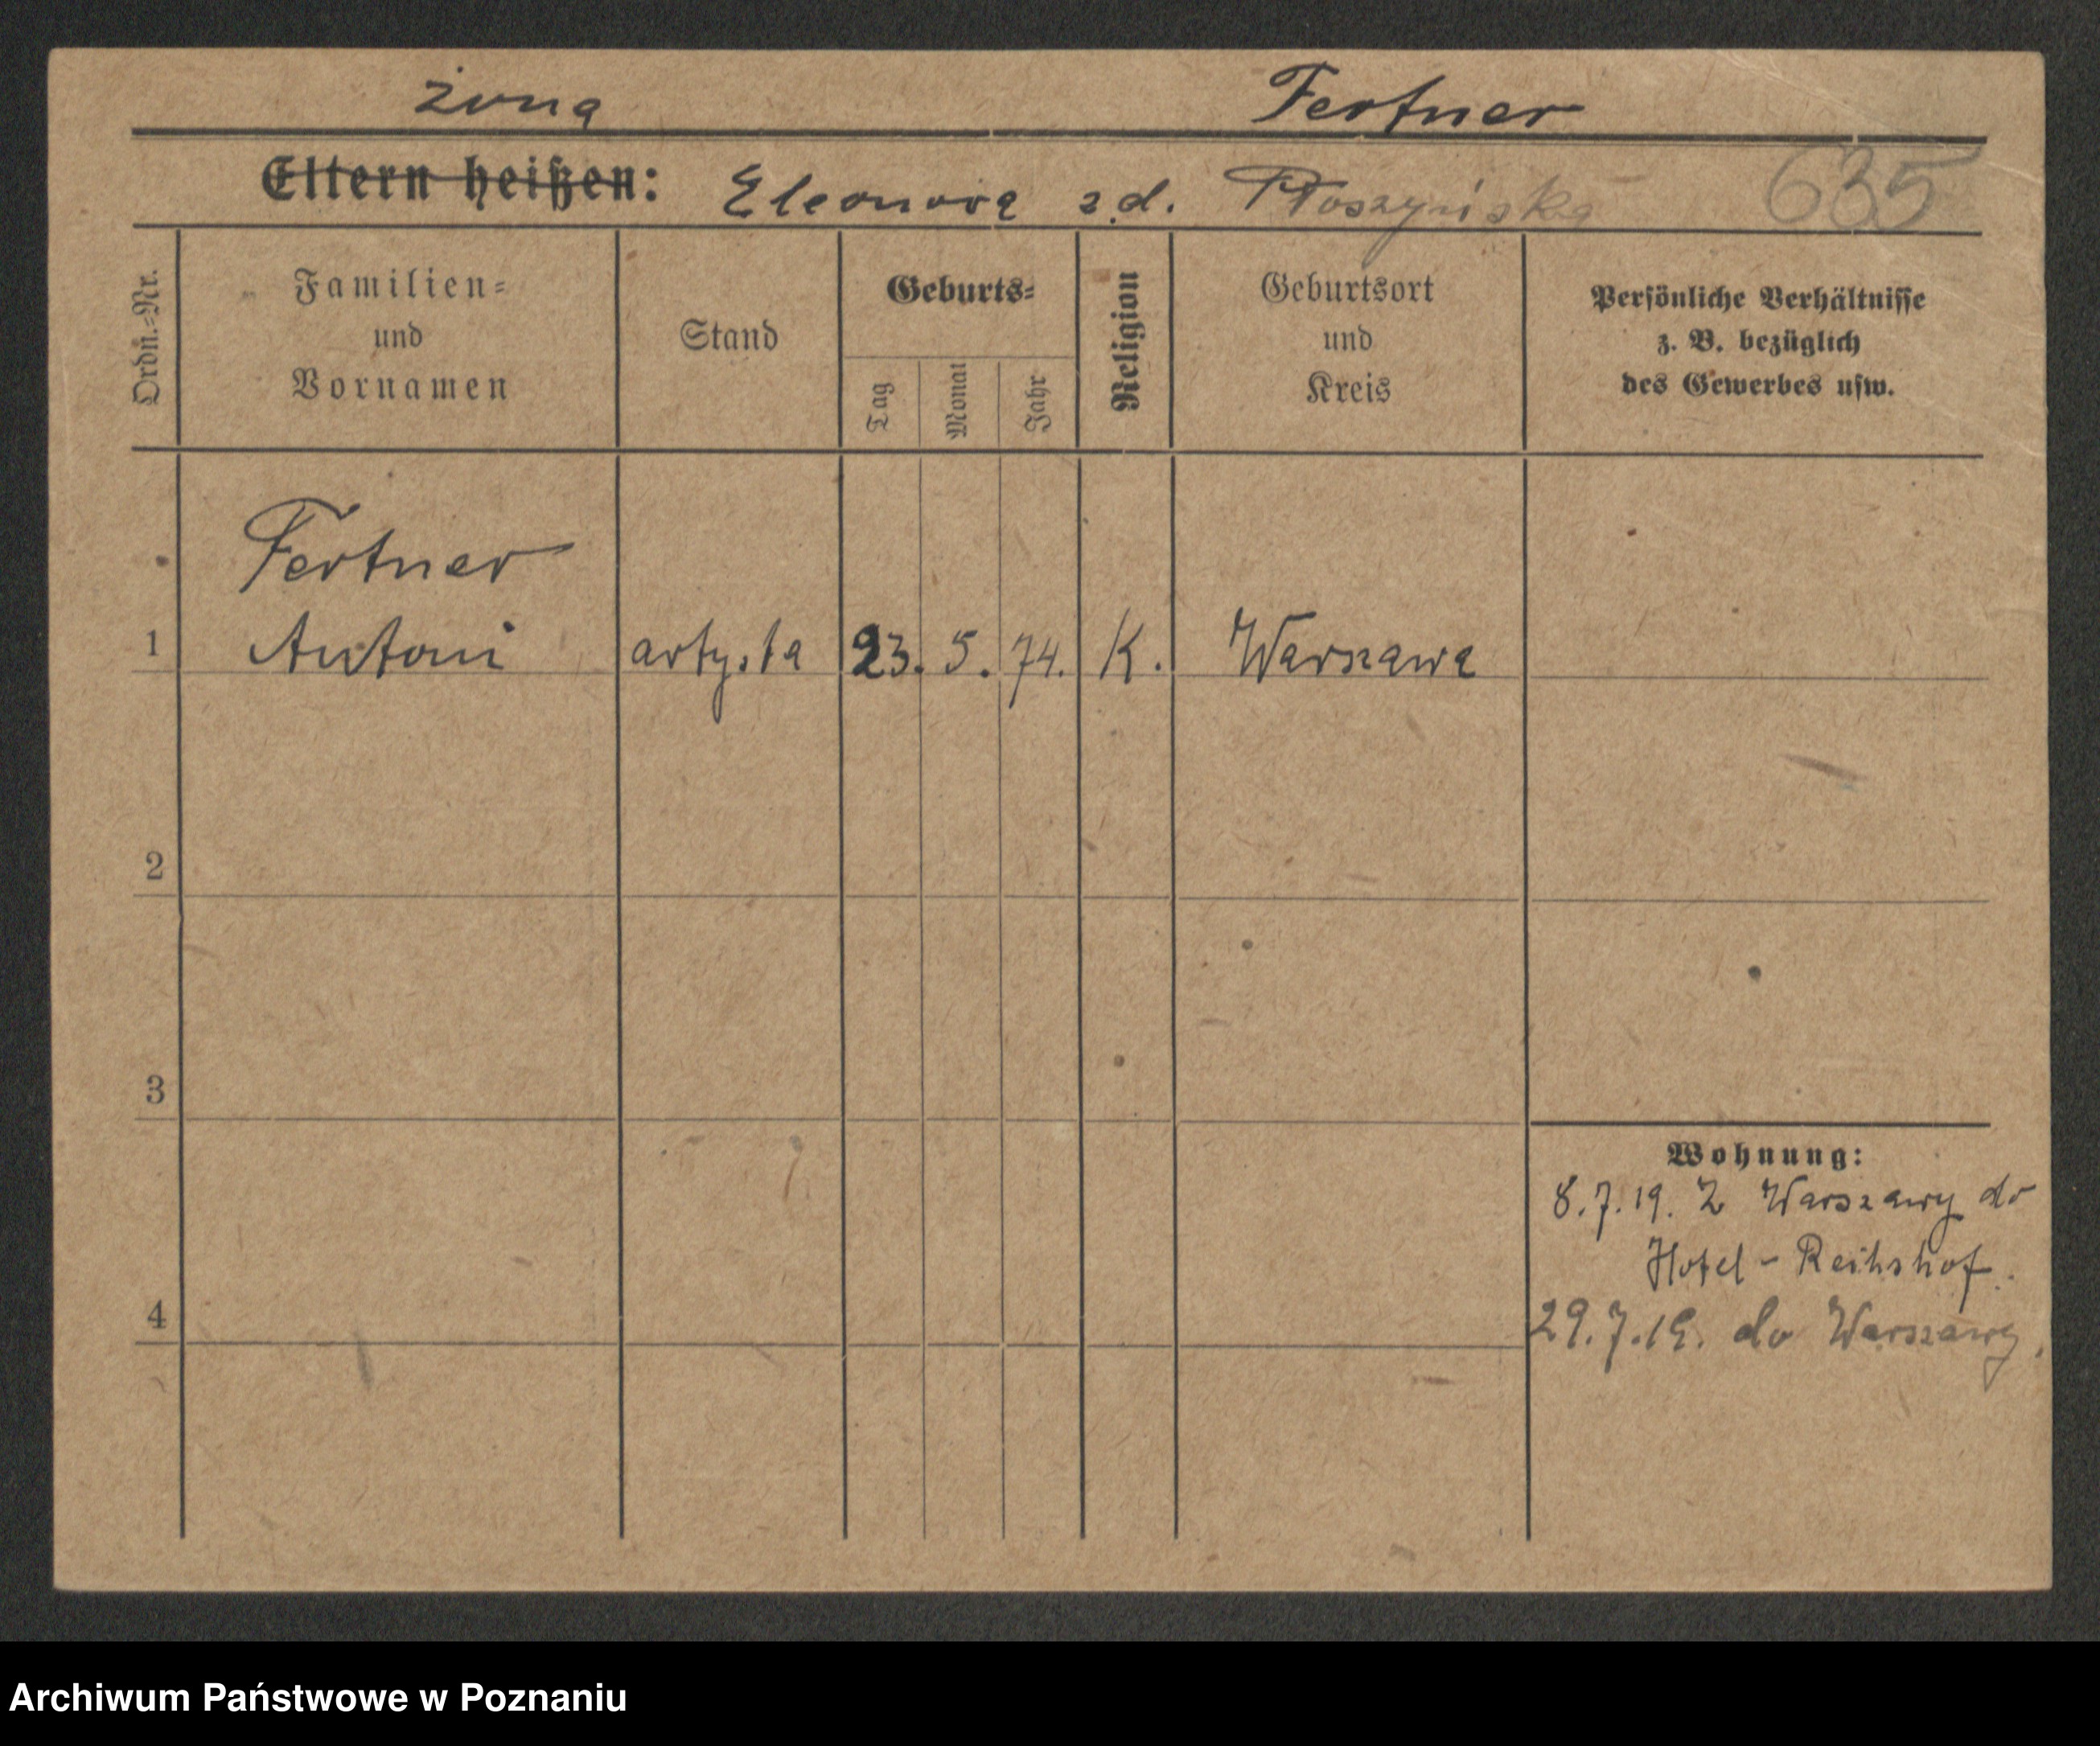 żona Fertner
Eltern heißen: Eleonora z.d. Płoszyńska 635
Ordn.-Nr.
Familien-
und
Vornamen
Stand
Geburts-
Tag
Monat
Jahr
Religion
Geburtsort
und
Kreis
Persönliche Verhältnisse
z. B. bezüglich
des Gewerbes usw.
Fertner
1 Antoni artysta 23. 5. 74. K. Warszawa
2
3
4
Wohnung:
8.7.19. Z Warszawy do
Hotel - Reihshof.
29.7.19. do Warszawy.
Archiwum Państwowe w Poznaniu